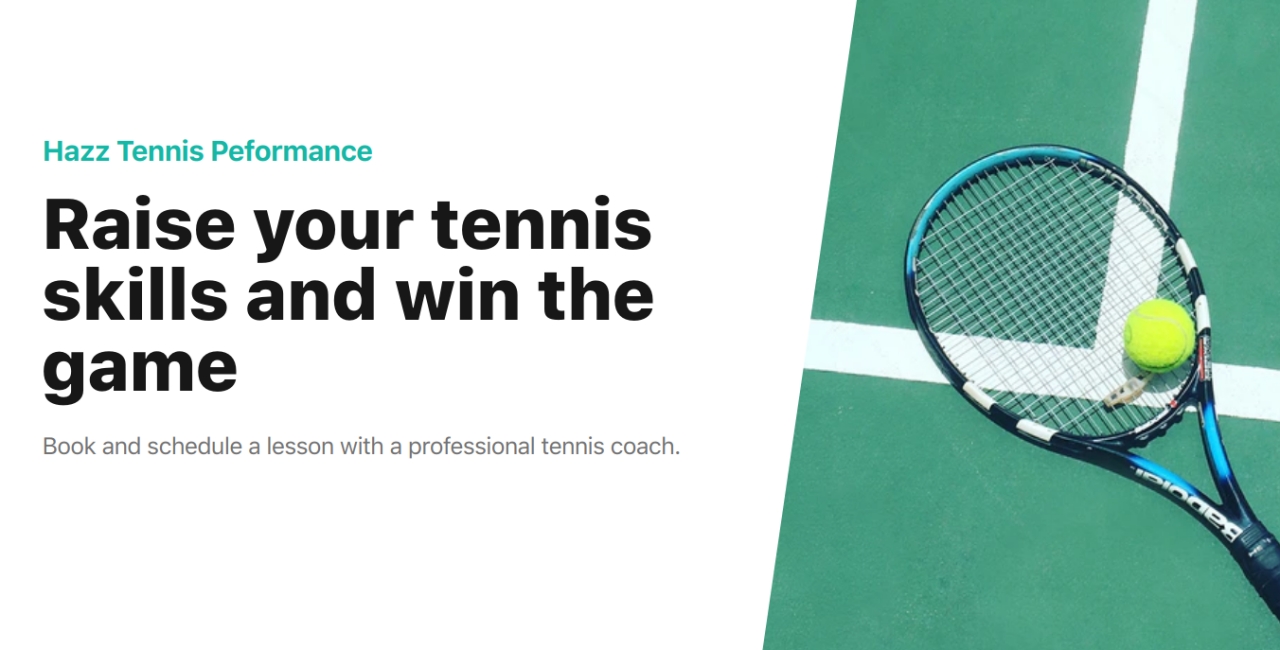 Hazz Tennis Peformance
Raise your tennis
skills and win the
game
Book and schedule a lesson with a professional tennis coach.
Babolat